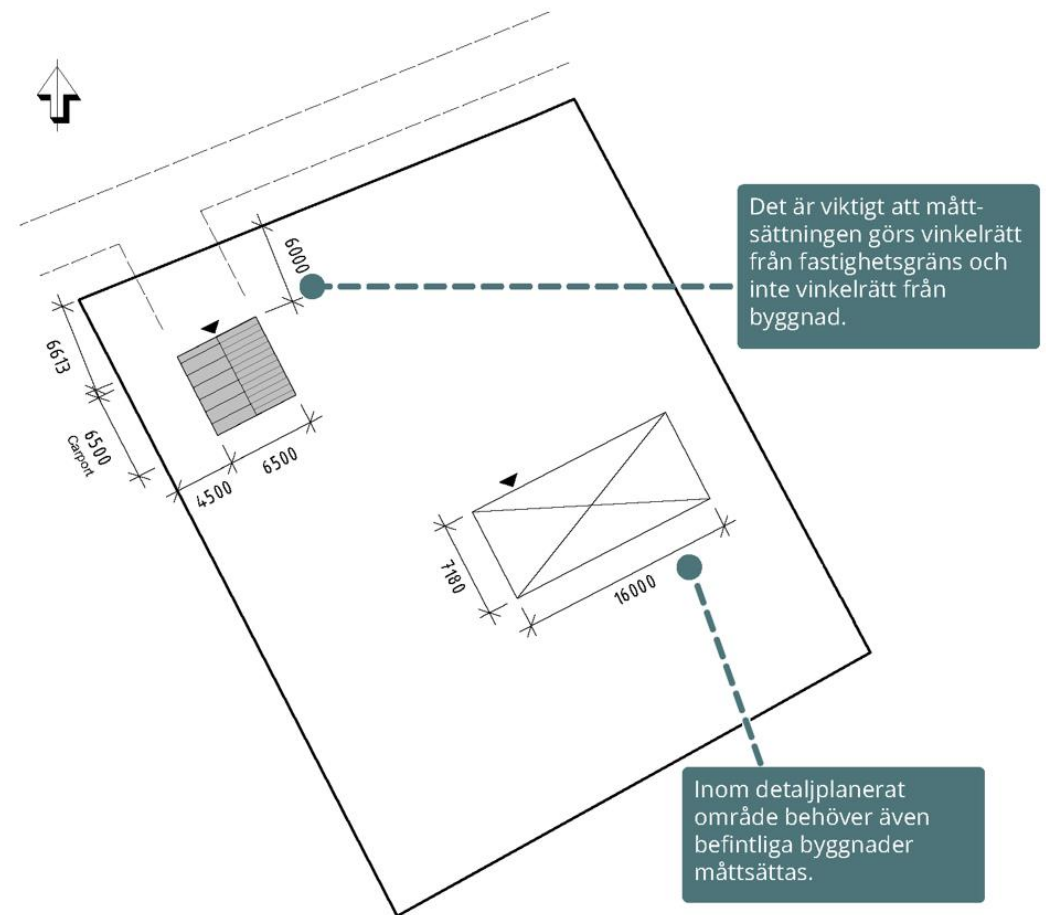 Det är viktigt att mått-
sättningen görs vinkelrätt
från fastighetsgräns och
inte vinkelrätt från
byggnad.
6000
6613
6500
Carport
4500
6500
7180
16000
Inom detaljplanerat
område behöver även
befintliga byggnader
måttsättas.